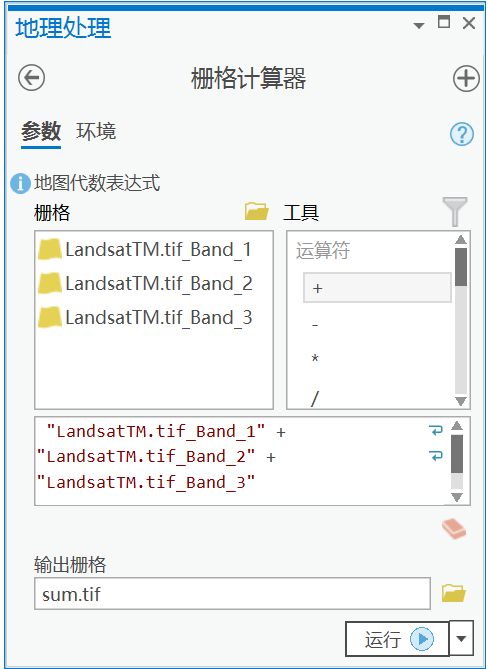 地理处理
栅格计算器
参数 环境
地图代数表达式
栅格 工具
LandsatTM.tif_Band_1
LandsatTM.tif_Band_2
LandsatTM.tif_Band_3
运算符
+
-
*
/
"LandsatTM.tif_Band_1" +
"LandsatTM.tif_Band_2" +
"LandsatTM.tif_Band_3"
输出栅格
sum.tif
运行